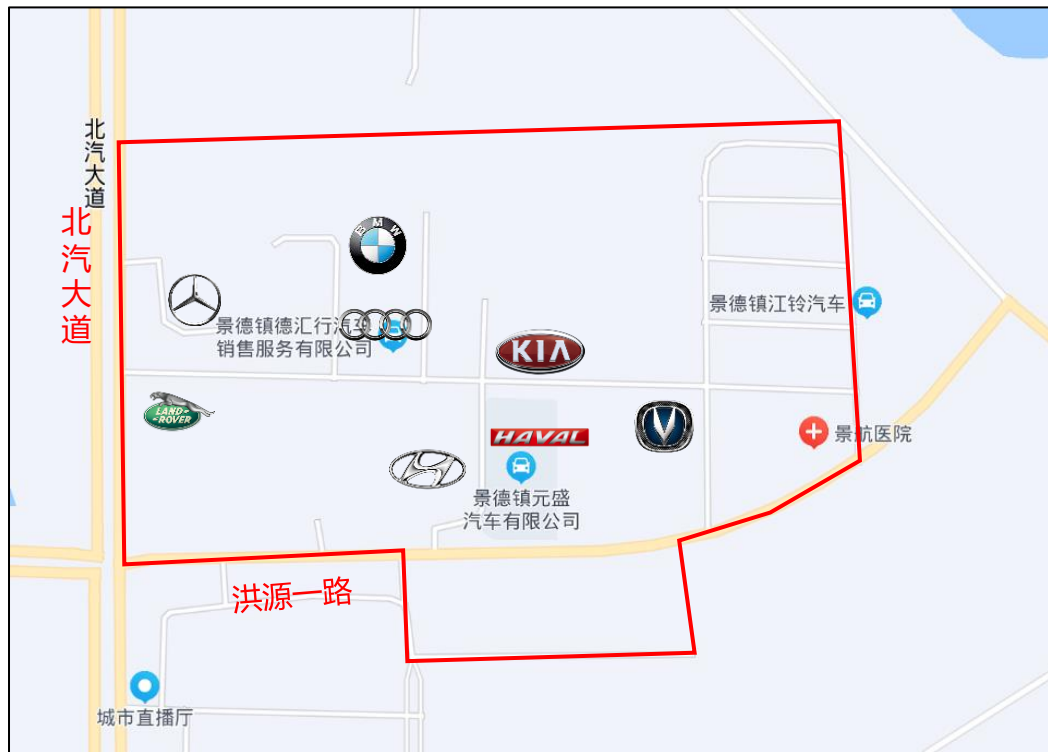 北汽大道
北汽大道
BMW
景德镇江铃汽车
景德镇德汇行汽车
销售服务有限公司
KIA
LAND-
ROVER
HAVAL
景航医院
景德镇元盛
汽车有限公司
洪源一路
城市直播厅